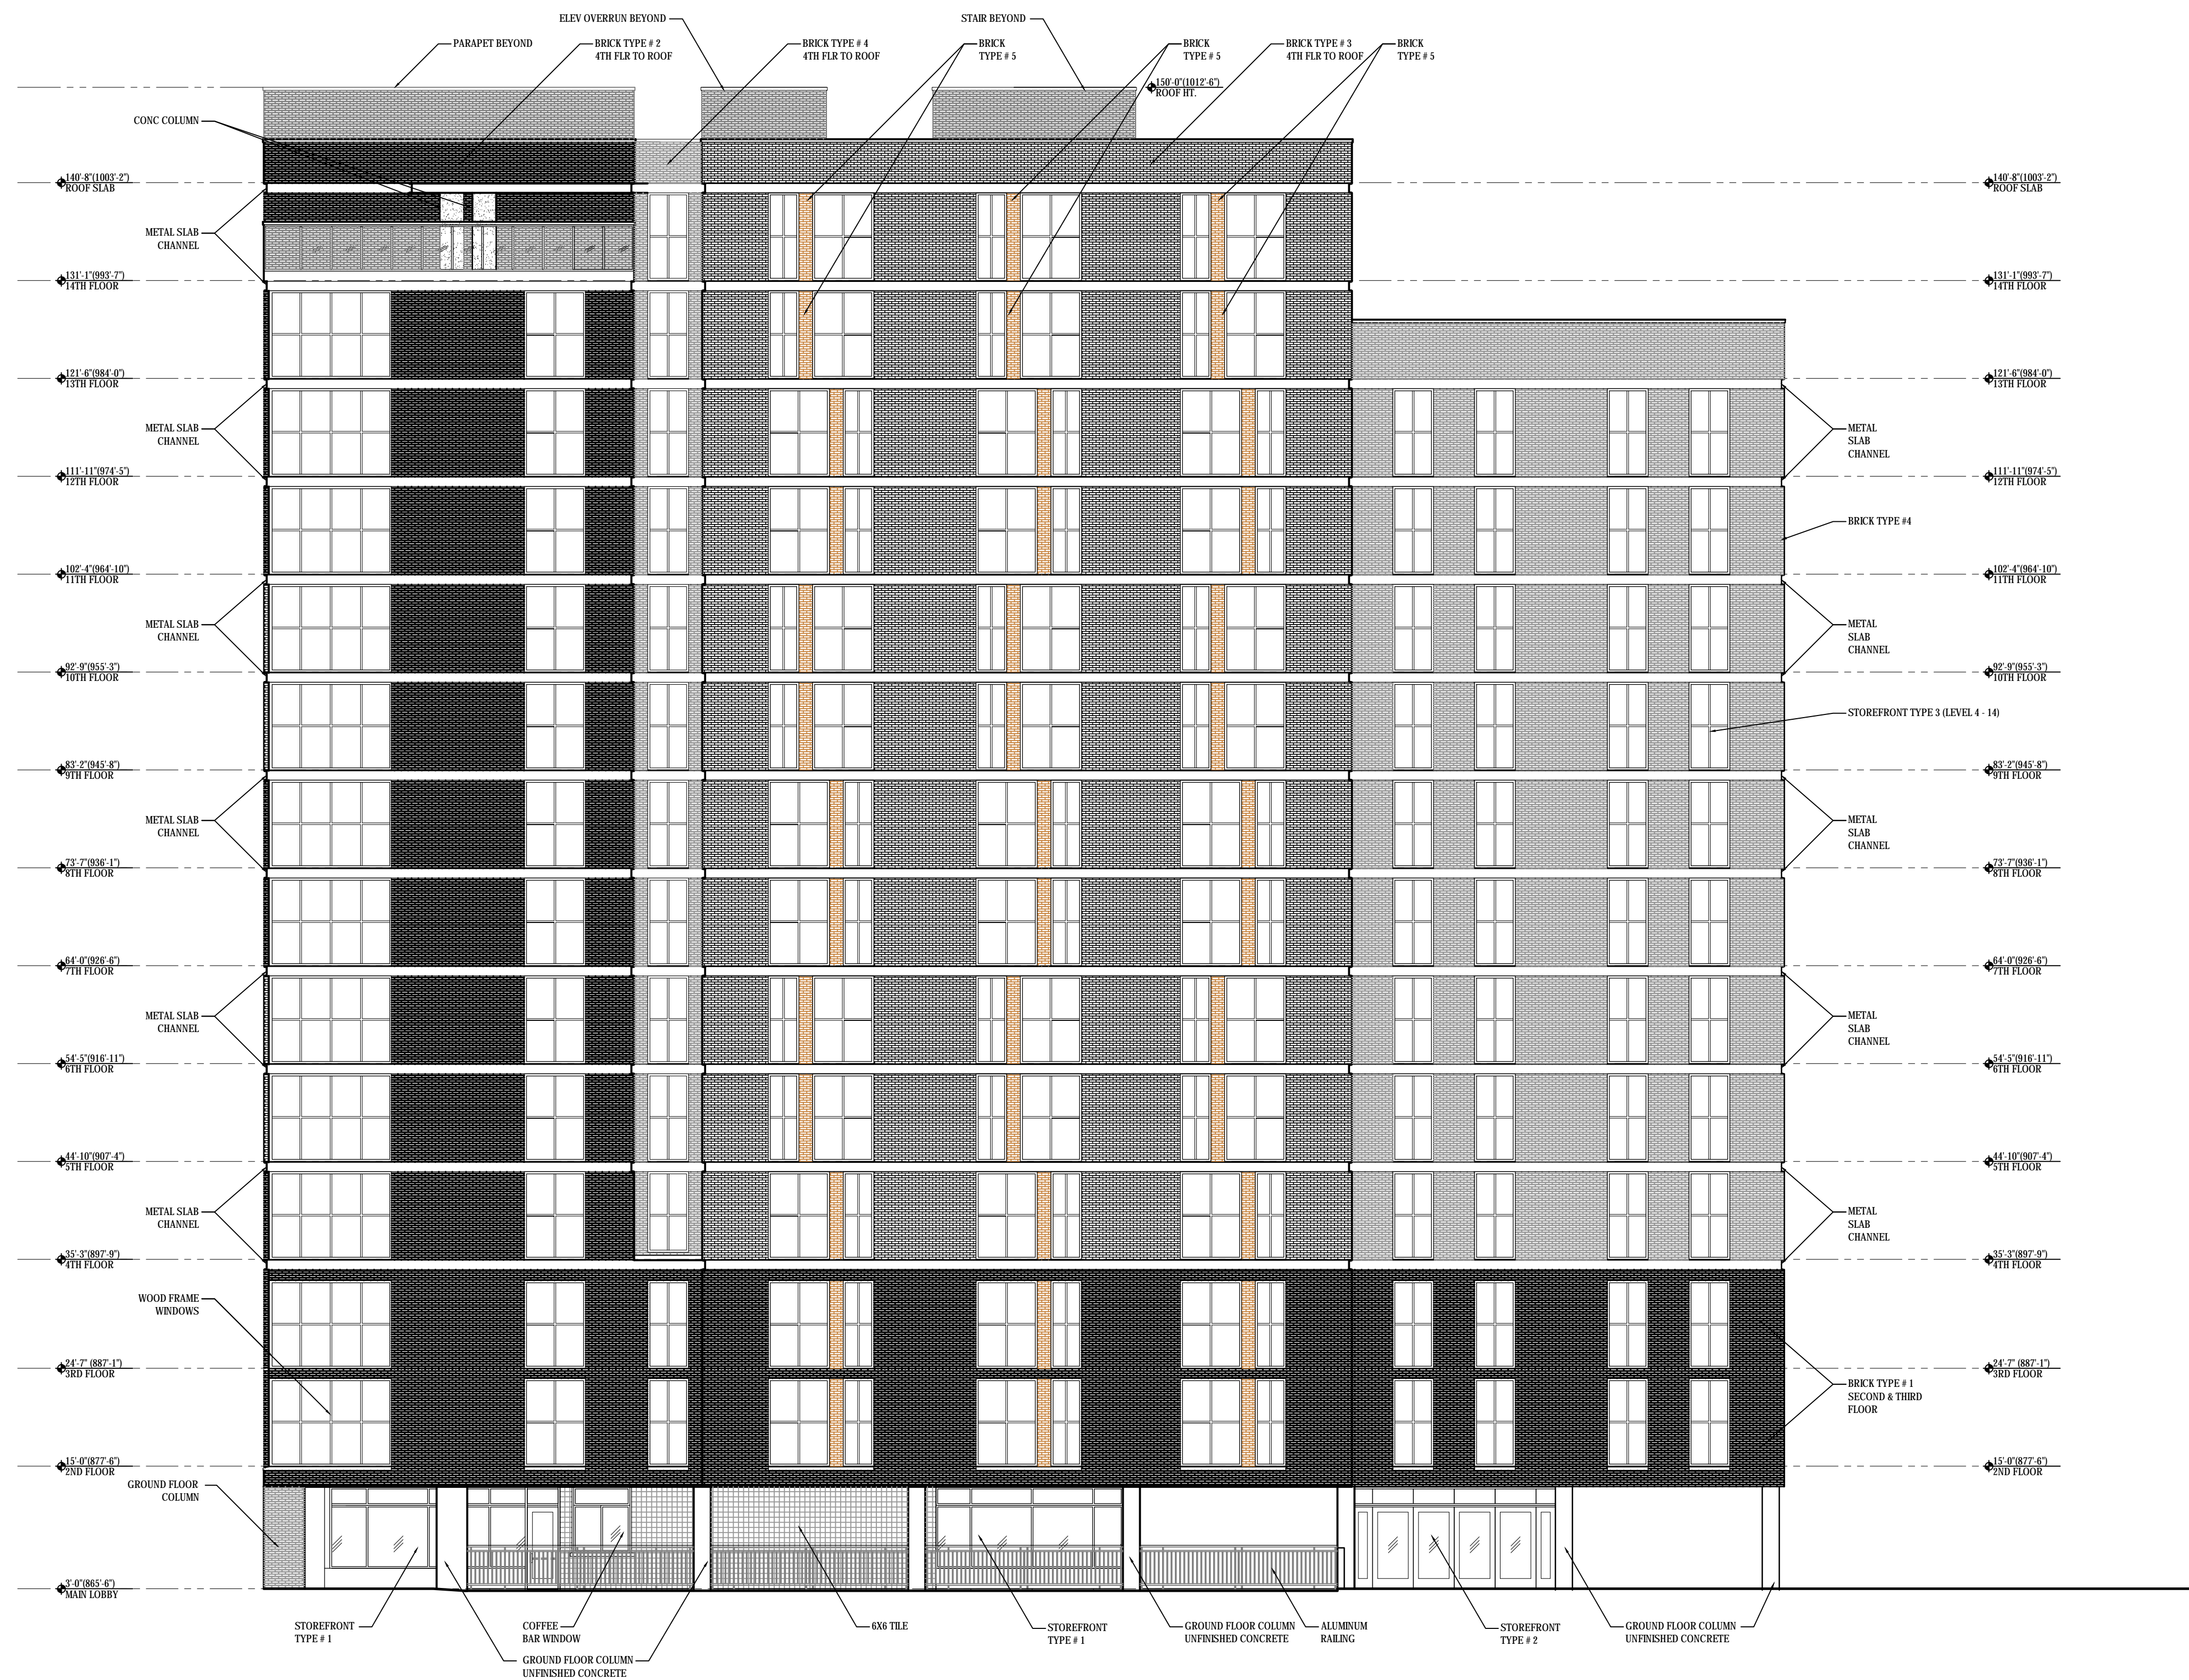 ELEV OVERRUN BEYOND
STAIR BEYOND
PARAPET BEYOND
BRICK TYPE # 2
4TH FLR TO ROOF
BRICK TYPE # 4
4TH FLR TO ROOF
BRICK
TYPE # 5
BRICK
TYPE # 5
BRICK TYPE # 3
4TH FLR TO ROOF
BRICK
TYPE # 5
150'-0"(1012'-6")
ROOF HT.
CONC COLUMN
140'-8"(1003'-2")
ROOF SLAB
140'-8"(1003'-2")
ROOF SLAB
METAL SLAB
CHANNEL
131'-1"(993'-7")
14TH FLOOR
131'-1"(993'-7")
14TH FLOOR
121'-6"(984'-0")
13TH FLOOR
121'-6"(984'-0")
13TH FLOOR
METAL SLAB
CHANNEL
METAL
SLAB
CHANNEL
111'-11"(974'-5")
12TH FLOOR
111'-11"(974'-5")
12TH FLOOR
BRICK TYPE #4
102'-4"(964'-10")
11TH FLOOR
102'-4"(964'-10")
11TH FLOOR
METAL SLAB
CHANNEL
METAL
SLAB
CHANNEL
92'-9"(955'-3")
10TH FLOOR
92'-9"(955'-3")
10TH FLOOR
STOREFRONT TYPE 3 (LEVEL 4 - 14)
83'-2"(945'-8")
9TH FLOOR
83'-2"(945'-8")
9TH FLOOR
METAL SLAB
CHANNEL
METAL
SLAB
CHANNEL
73'-7"(936'-1")
8TH FLOOR
73'-7"(936'-1")
8TH FLOOR
64'-0"(926'-6")
7TH FLOOR
64'-0"(926'-6")
7TH FLOOR
METAL SLAB
CHANNEL
METAL
SLAB
CHANNEL
54'-5"(916'-11")
6TH FLOOR
54'-5"(916'-11")
6TH FLOOR
44'-10"(907'-4")
5TH FLOOR
44'-10"(907'-4")
5TH FLOOR
METAL SLAB
CHANNEL
METAL
SLAB
CHANNEL
35'-3"(897'-9")
4TH FLOOR
35'-3"(897'-9")
4TH FLOOR
WOOD FRAME
WINDOWS
24'-7" (887'-1")
3RD FLOOR
24'-7" (887'-1")
3RD FLOOR
BRICK TYPE # 1
SECOND & THIRD
FLOOR
15'-0"(877'-6")
2ND FLOOR
15'-0"(877'-6")
2ND FLOOR
GROUND FLOOR
COLUMN
3'-0"(865'-6")
MAIN LOBBY
STOREFRONT
TYPE # 1
COFFEE
BAR WINDOW
GROUND FLOOR COLUMN
UNFINISHED CONCRETE
6X6 TILE
STOREFRONT
TYPE # 1
GROUND FLOOR COLUMN
UNFINISHED CONCRETE
ALUMINUM
RAILING
STOREFRONT
TYPE # 2
GROUND FLOOR COLUMN
UNFINISHED CONCRETE